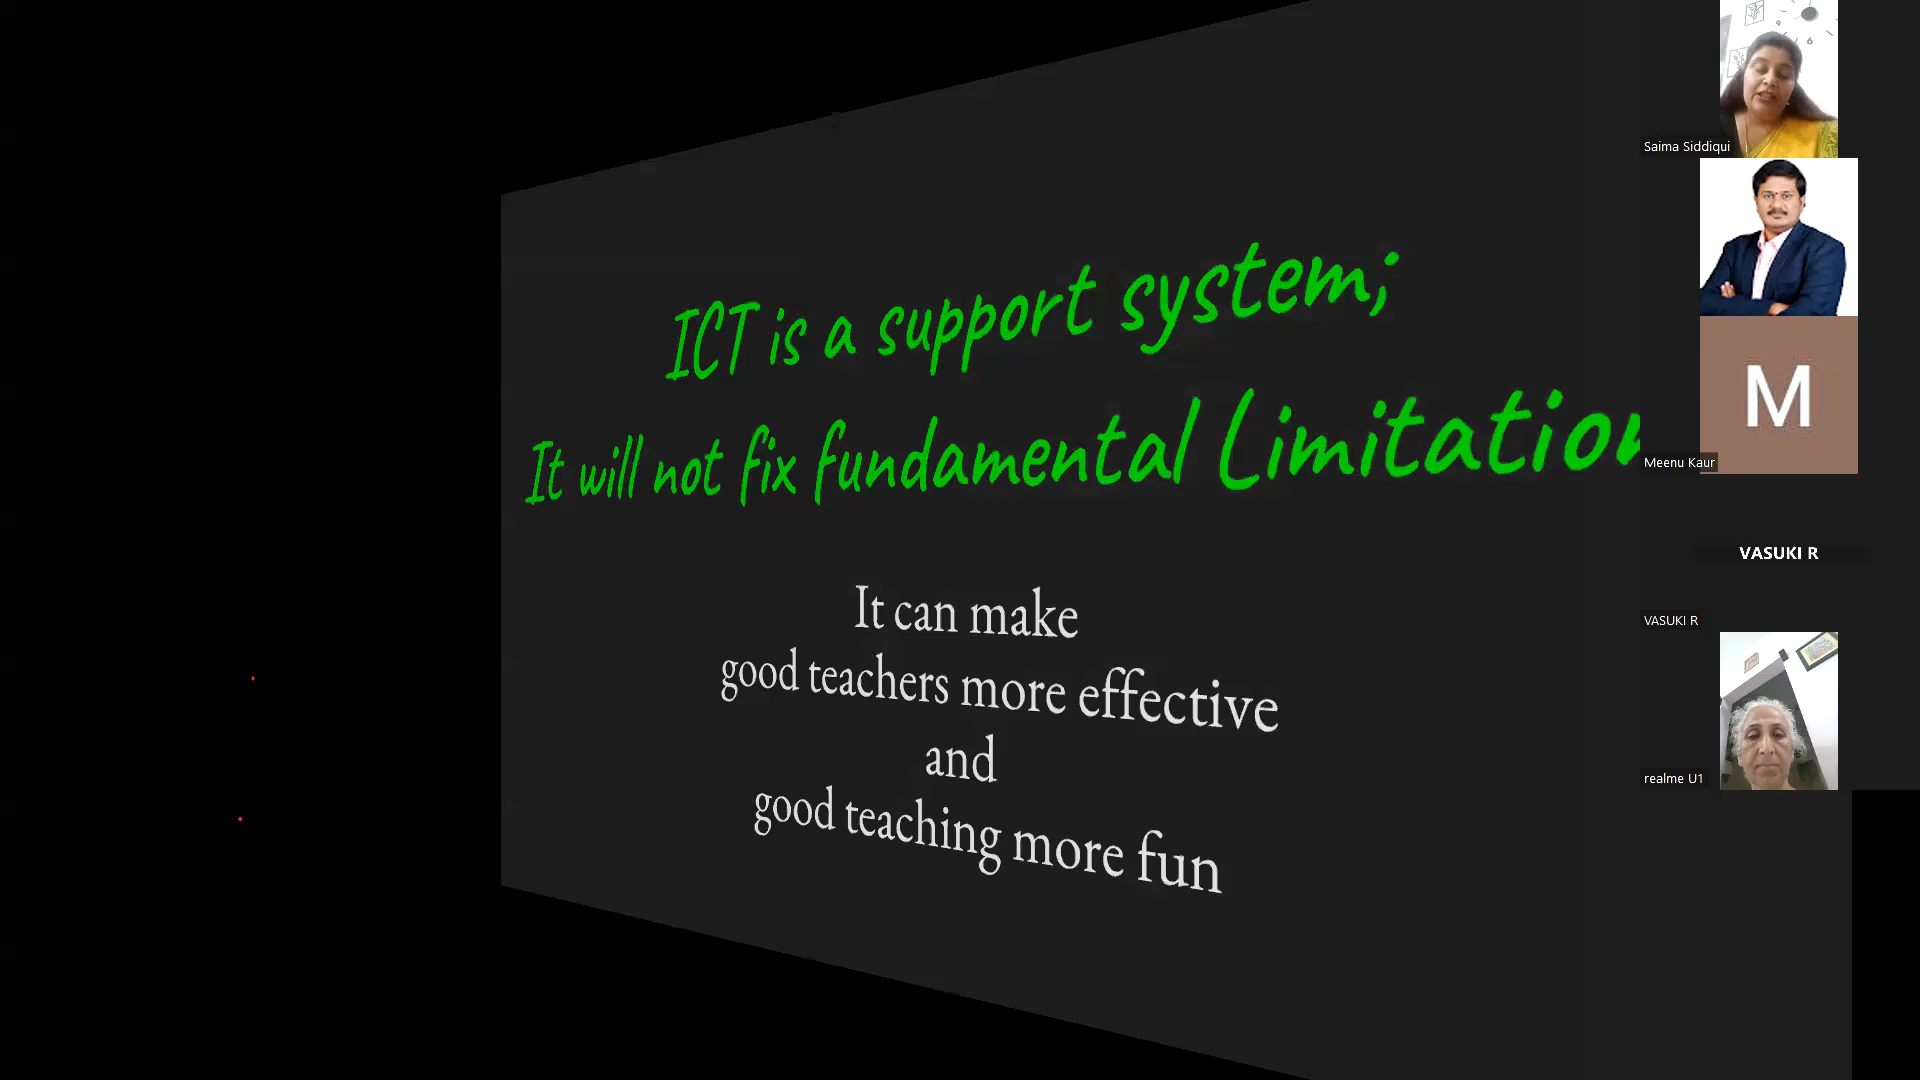 ICT is a support system;
It will not fix fundamental Limitation
It can make
good teachers more effective
and
good teaching more fun
Saima Siddiqui
M
Meenu Kaur
VASUKI R
VASUKI R
realme U1